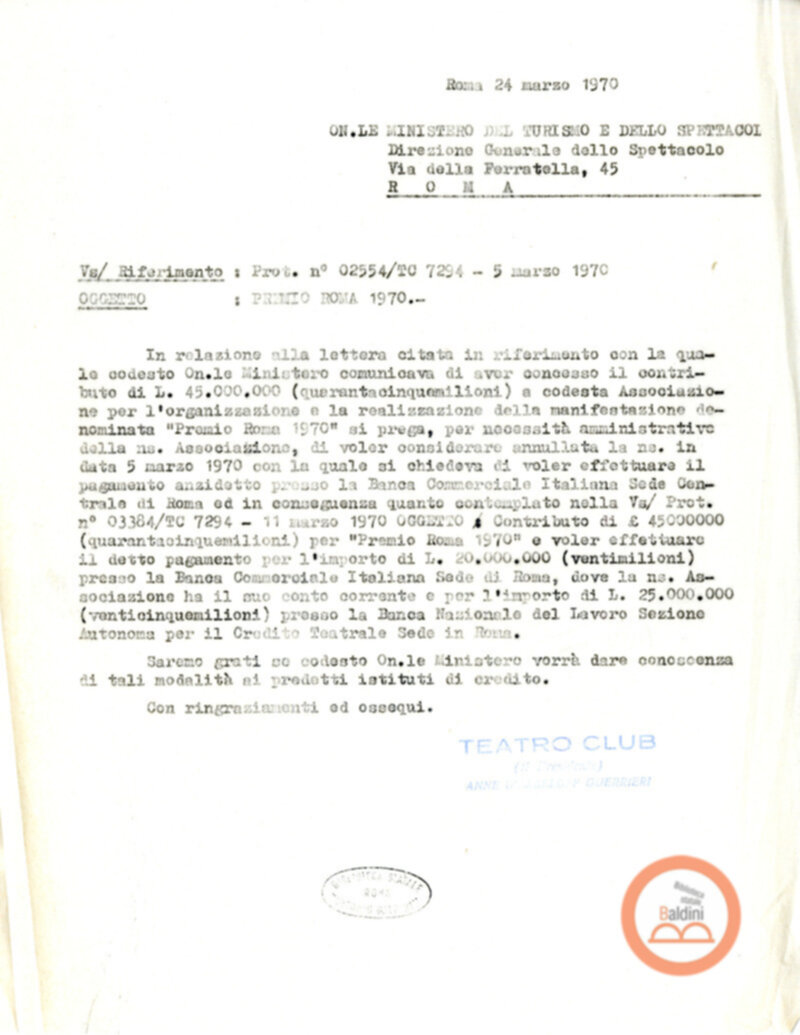 Roma 24 marzo 1970
ON.LE MINISTERO DEL TURISMO E DELLO SPETTACOL
Direzione Generale dello Spettacolo
Via della Ferratella, 45
R O M A
Vs/ Riferimento : Prot. n° 02554/TC 7294 - 5 marzo 1970
OGGETTO : PREMIO ROMA 1970.-
In relazione alla lettera citata in riferimento con la qua-
le codesto On.le Ministero comunicava di aver concesso il contri-
buto di L. 45.000.000 (quarantacinquemilioni) a codesta Associazio-
ne per l'organizzazione e la realizzazione della manifestazione de-
nominata "Premio Roma 1970" si prega, per necessità amministrative
della ns. Associazione, di voler considerare annullata la ns. in
data 5 marzo 1970 con la quale si chiedeva di voler effettuare il
pagamento anzidetto presso la Banca Commerciale Italiana Sede Cen-
trale di Roma ed in conseguenza quanto contemplato nella Vs/ Prot.
n° 03384/TC 7294 - 11 marzo 1970 OGGETTO : Contributo di £ 45000000
(quarantacinquemilioni) per "Premio Roma 1970" e voler effettuare
il detto pagamento per l'importo di L. 20.000.000 (ventimilioni)
presso la Banca Commerciale Italiana Sede di Roma, dove la ns. As-
sociazione ha il suo conto corrente e per l'importo di L. 25.000.000
(venticinquemilioni) presso la Banca Nazionale del Lavoro Sezione
Autonoma per il Credito Teatrale Sede in Roma.
Saremo grati se codesto On.le Ministero vorrà dare conoscenza
di tali modalità ai predetti istituti di credito.
Con ringraziamenti ed ossequi.
TEATRO CLUB
(Il Presidente)
ANNE GUERRIERI
BIBLIOTECA STATALE
ROMA
Biblioteca
statale
Baldini